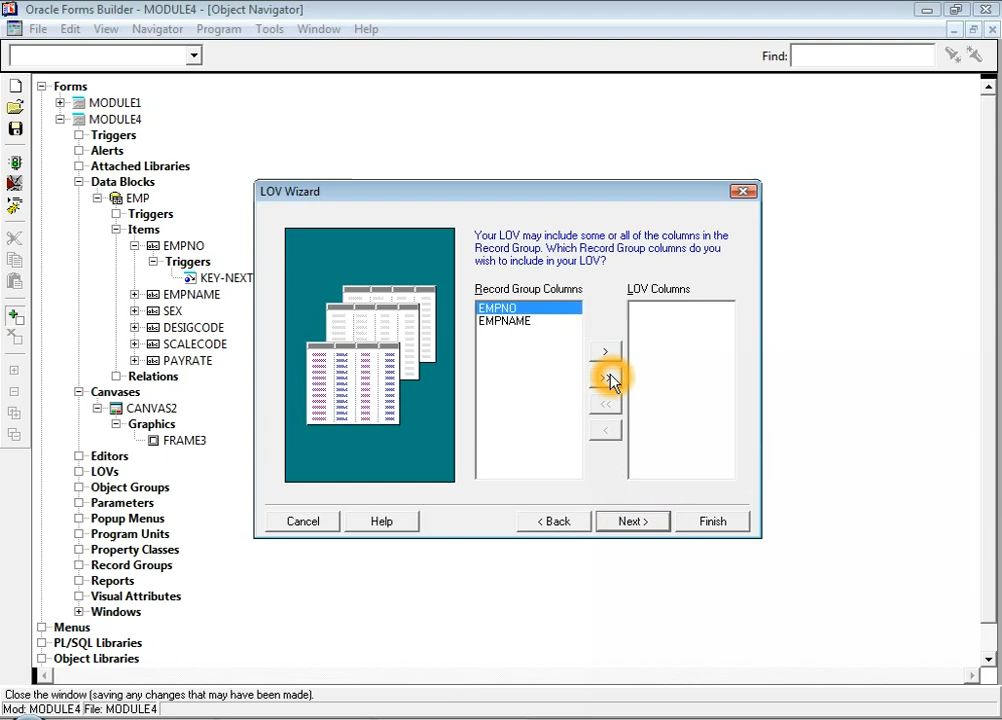 Oracle Forms Builder - MODULE4 - [Object Navigator]
File Edit View Navigator Program Tools Window Help
Find:
Forms
MODULE1
MODULE4
Triggers
Alerts
Attached Libraries
Data Blocks
EMP
Triggers
Items
EMPNO
Triggers
KEY-NEXT
EMPNAME
SEX
DESIGCODE
SCALECODE
PAYRATE
Relations
Canvases
CANVAS2
Graphics
FRAME3
Editors
LOVs
Object Groups
Parameters
Popup Menus
Program Units
Property Classes
Record Groups
Reports
Visual Attributes
Windows
Menus
PL/SQL Libraries
Object Libraries
LOV Wizard
Your LOV may include some or all of the columns in the
Record Group. Which Record Group columns do you
wish to include in your LOV?
Record Group Columns
LOV Columns
EMPNO
EMPNAME
>
>>
<<
<
Cancel Help < Back Next > Finish
Close the window (saving any changes that may have been made).
Mod: MODULE4 File: MODULE4